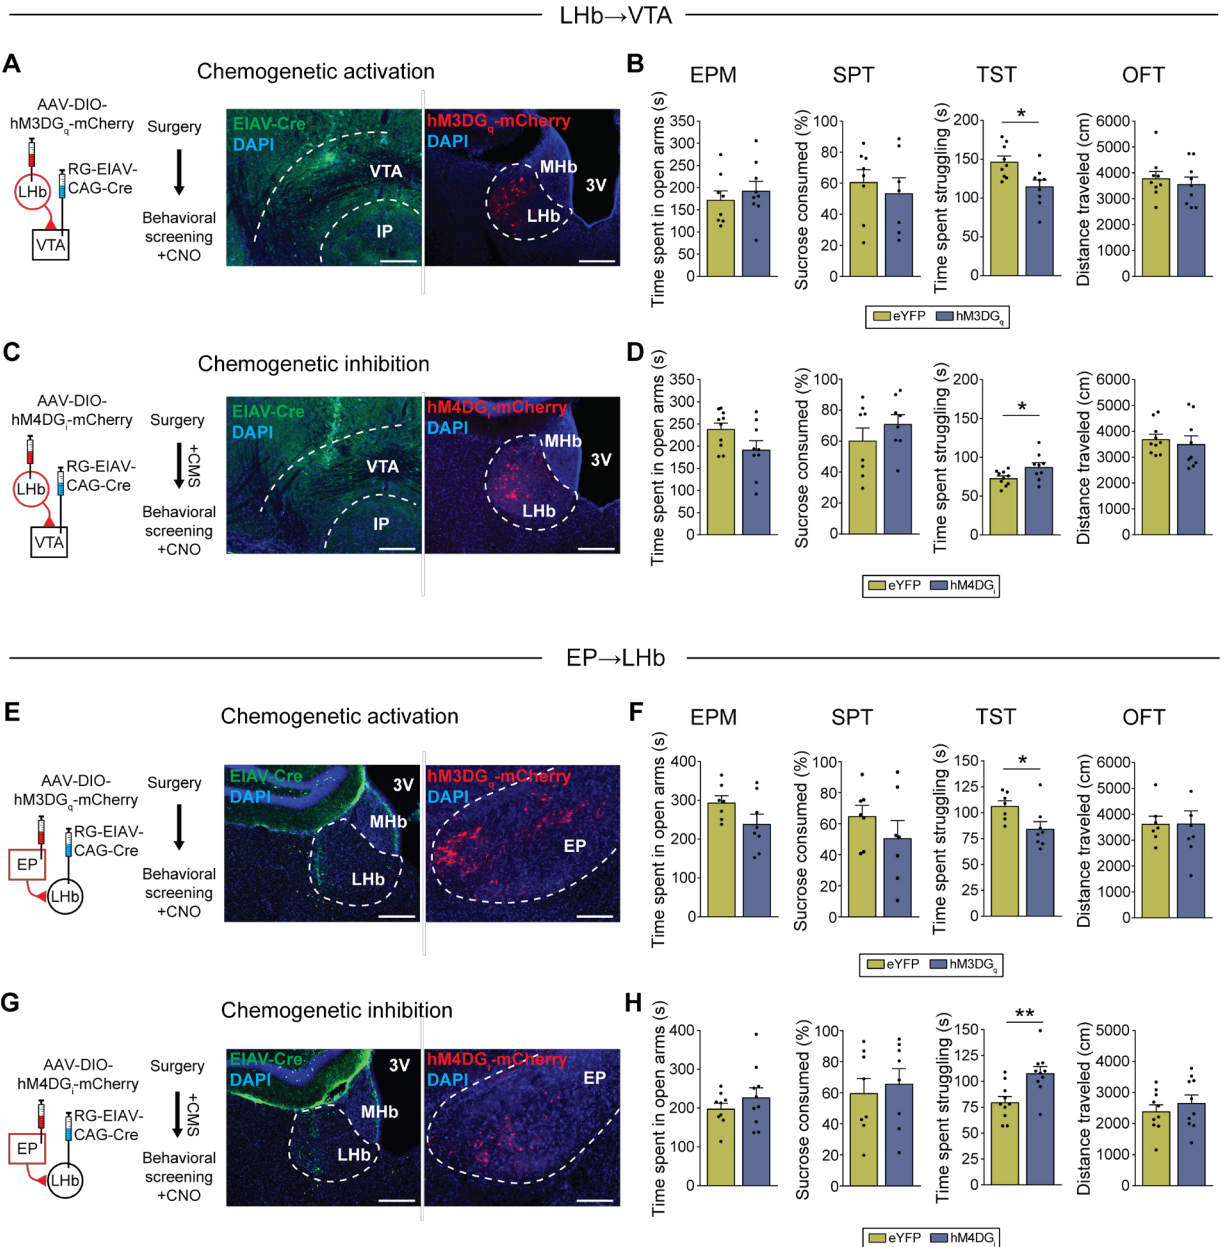 LHb→VTA
A
Chemogenetic activation
AAV-DIO-
hM3DGq-mCherry
LHb
RG-EIAV-
CAG-Cre
VTA
Surgery
Behavioral
screening
+CNO
EIAV-Cre
DAPI
VTA
IP
hM3DGq-mCherry
DAPI
MHb
3V
LHb
B
EPM
SPT
TST
OFT
Time spent in open arms (s)
350
300
250
200
150
100
50
0
Sucrose consumed (%)
100
80
60
40
20
0
Time spent struggling (s)
200
150
100
50
0
*
Distance traveled (cm)
6000
5000
4000
3000
2000
1000
0
eYFP
hM3DGq
C
Chemogenetic inhibition
AAV-DIO-
hM4DGi-mCherry
LHb
RG-EIAV-
CAG-Cre
VTA
Surgery
+CMS
Behavioral
screening
+CNO
EIAV-Cre
DAPI
VTA
IP
hM4DGi-mCherry
DAPI
MHb
3V
LHb
D
Time spent in open arms (s)
350
300
250
200
150
100
50
0
Sucrose consumed (%)
100
80
60
40
20
0
Time spent struggling (s)
200
150
100
50
0
*
Distance traveled (cm)
6000
5000
4000
3000
2000
1000
0
eYFP
hM4DGi
EP→LHb
E
Chemogenetic activation
AAV-DIO-
hM3DGq-mCherry
RG-EIAV-
CAG-Cre
EP
LHb
Surgery
Behavioral
screening
+CNO
EIAV-Cre
DAPI
3V
MHb
LHb
hM3DGq-mCherry
DAPI
EP
F
EPM
SPT
TST
OFT
Time spent in open arms (s)
400
300
200
100
0
Sucrose consumed (%)
100
80
60
40
20
0
Time spent struggling (s)
150
125
100
75
50
25
0
*
Distance traveled (cm)
6000
5000
4000
3000
2000
1000
0
eYFP
hM3DGq
G
Chemogenetic inhibition
AAV-DIO-
hM4DGi-mCherry
RG-EIAV-
CAG-Cre
EP
LHb
Surgery
+CMS
Behavioral
screening
+CNO
EIAV-Cre
DAPI
3V
MHb
LHb
hM4DGi-mCherry
DAPI
EP
H
Time spent in open arms (s)
400
300
200
100
0
Sucrose consumed (%)
100
80
60
40
20
0
Time spent struggling (s)
150
125
100
75
50
25
0
**
Distance traveled (cm)
5000
4000
3000
2000
1000
0
eYFP
hM4DGi